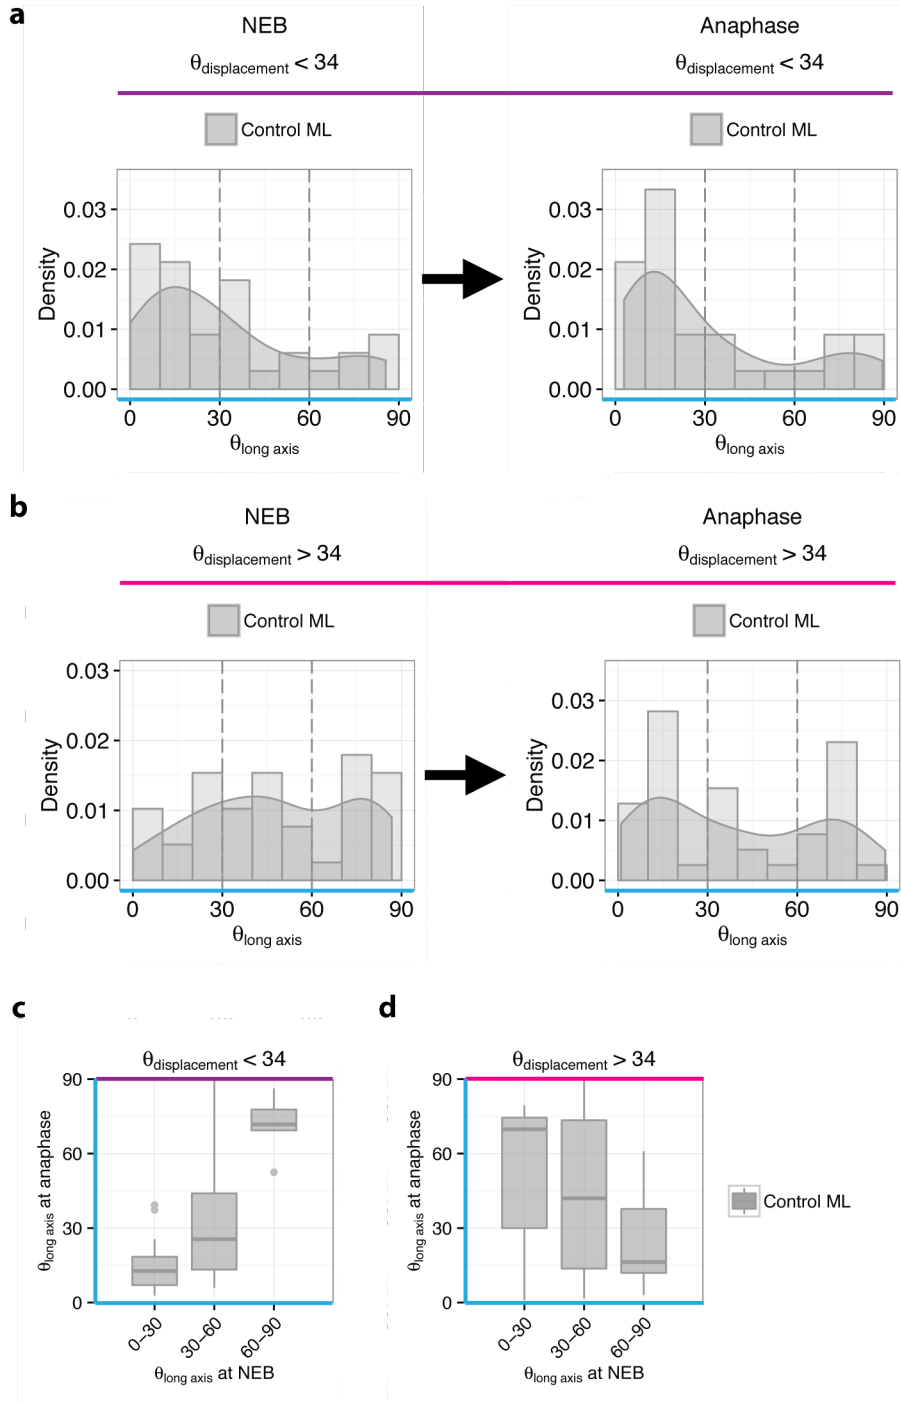 a
NEB
Anaphase
θdisplacement < 34
θdisplacement < 34
Control ML
Control ML
Density
0.03
0.02
0.01
0.00
0 30 60 90
θlong axis
Density
0.03
0.02
0.01
0.00
0 30 60 90
θlong axis
b
NEB
Anaphase
θdisplacement > 34
θdisplacement > 34
Control ML
Control ML
Density
0.03
0.02
0.01
0.00
0 30 60 90
θlong axis
Density
0.03
0.02
0.01
0.00
0 30 60 90
θlong axis
c
θdisplacement < 34
θlong axis at anaphase
90
60
30
0
0–30 30–60 60–90
θlong axis at NEB
d
θdisplacement > 34
θlong axis at anaphase
90
60
30
0
0–30 30–60 60–90
θlong axis at NEB
Control ML